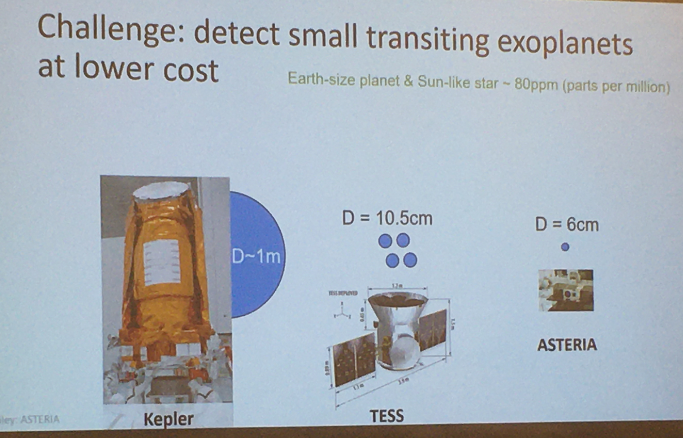 Challenge: detect small transiting exoplanets
at lower cost
Earth-size planet & Sun-like star ~ 80ppm (parts per million)
D~1m
D = 10.5cm
D = 6cm
ASTERIA
Kepler
TESS
ley: ASTERIA